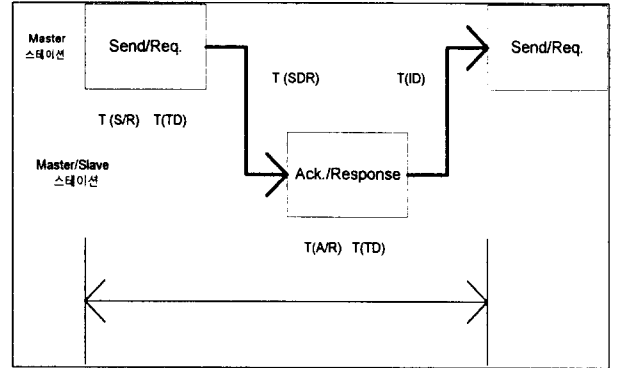 Master
스테이션
Send/Req.
Send/Req.
T (SDR)
T(ID)
T (S/R) T(TD)
Master/Slave
스테이션
Ack./Response
T(A/R) T(TD)